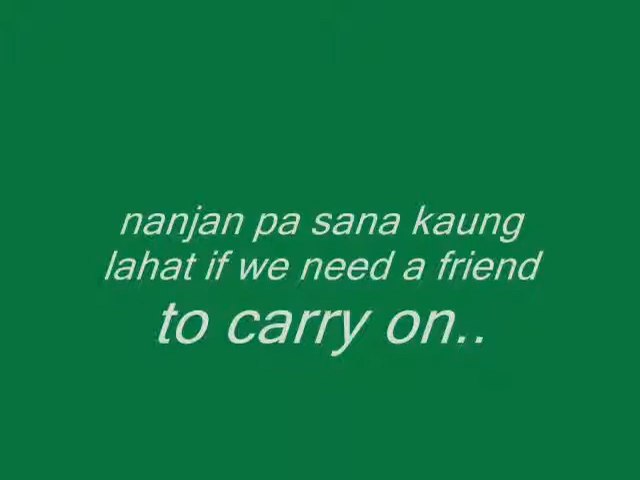 nanjan pa sana kaung
lahat if we need a friend
to carry on..